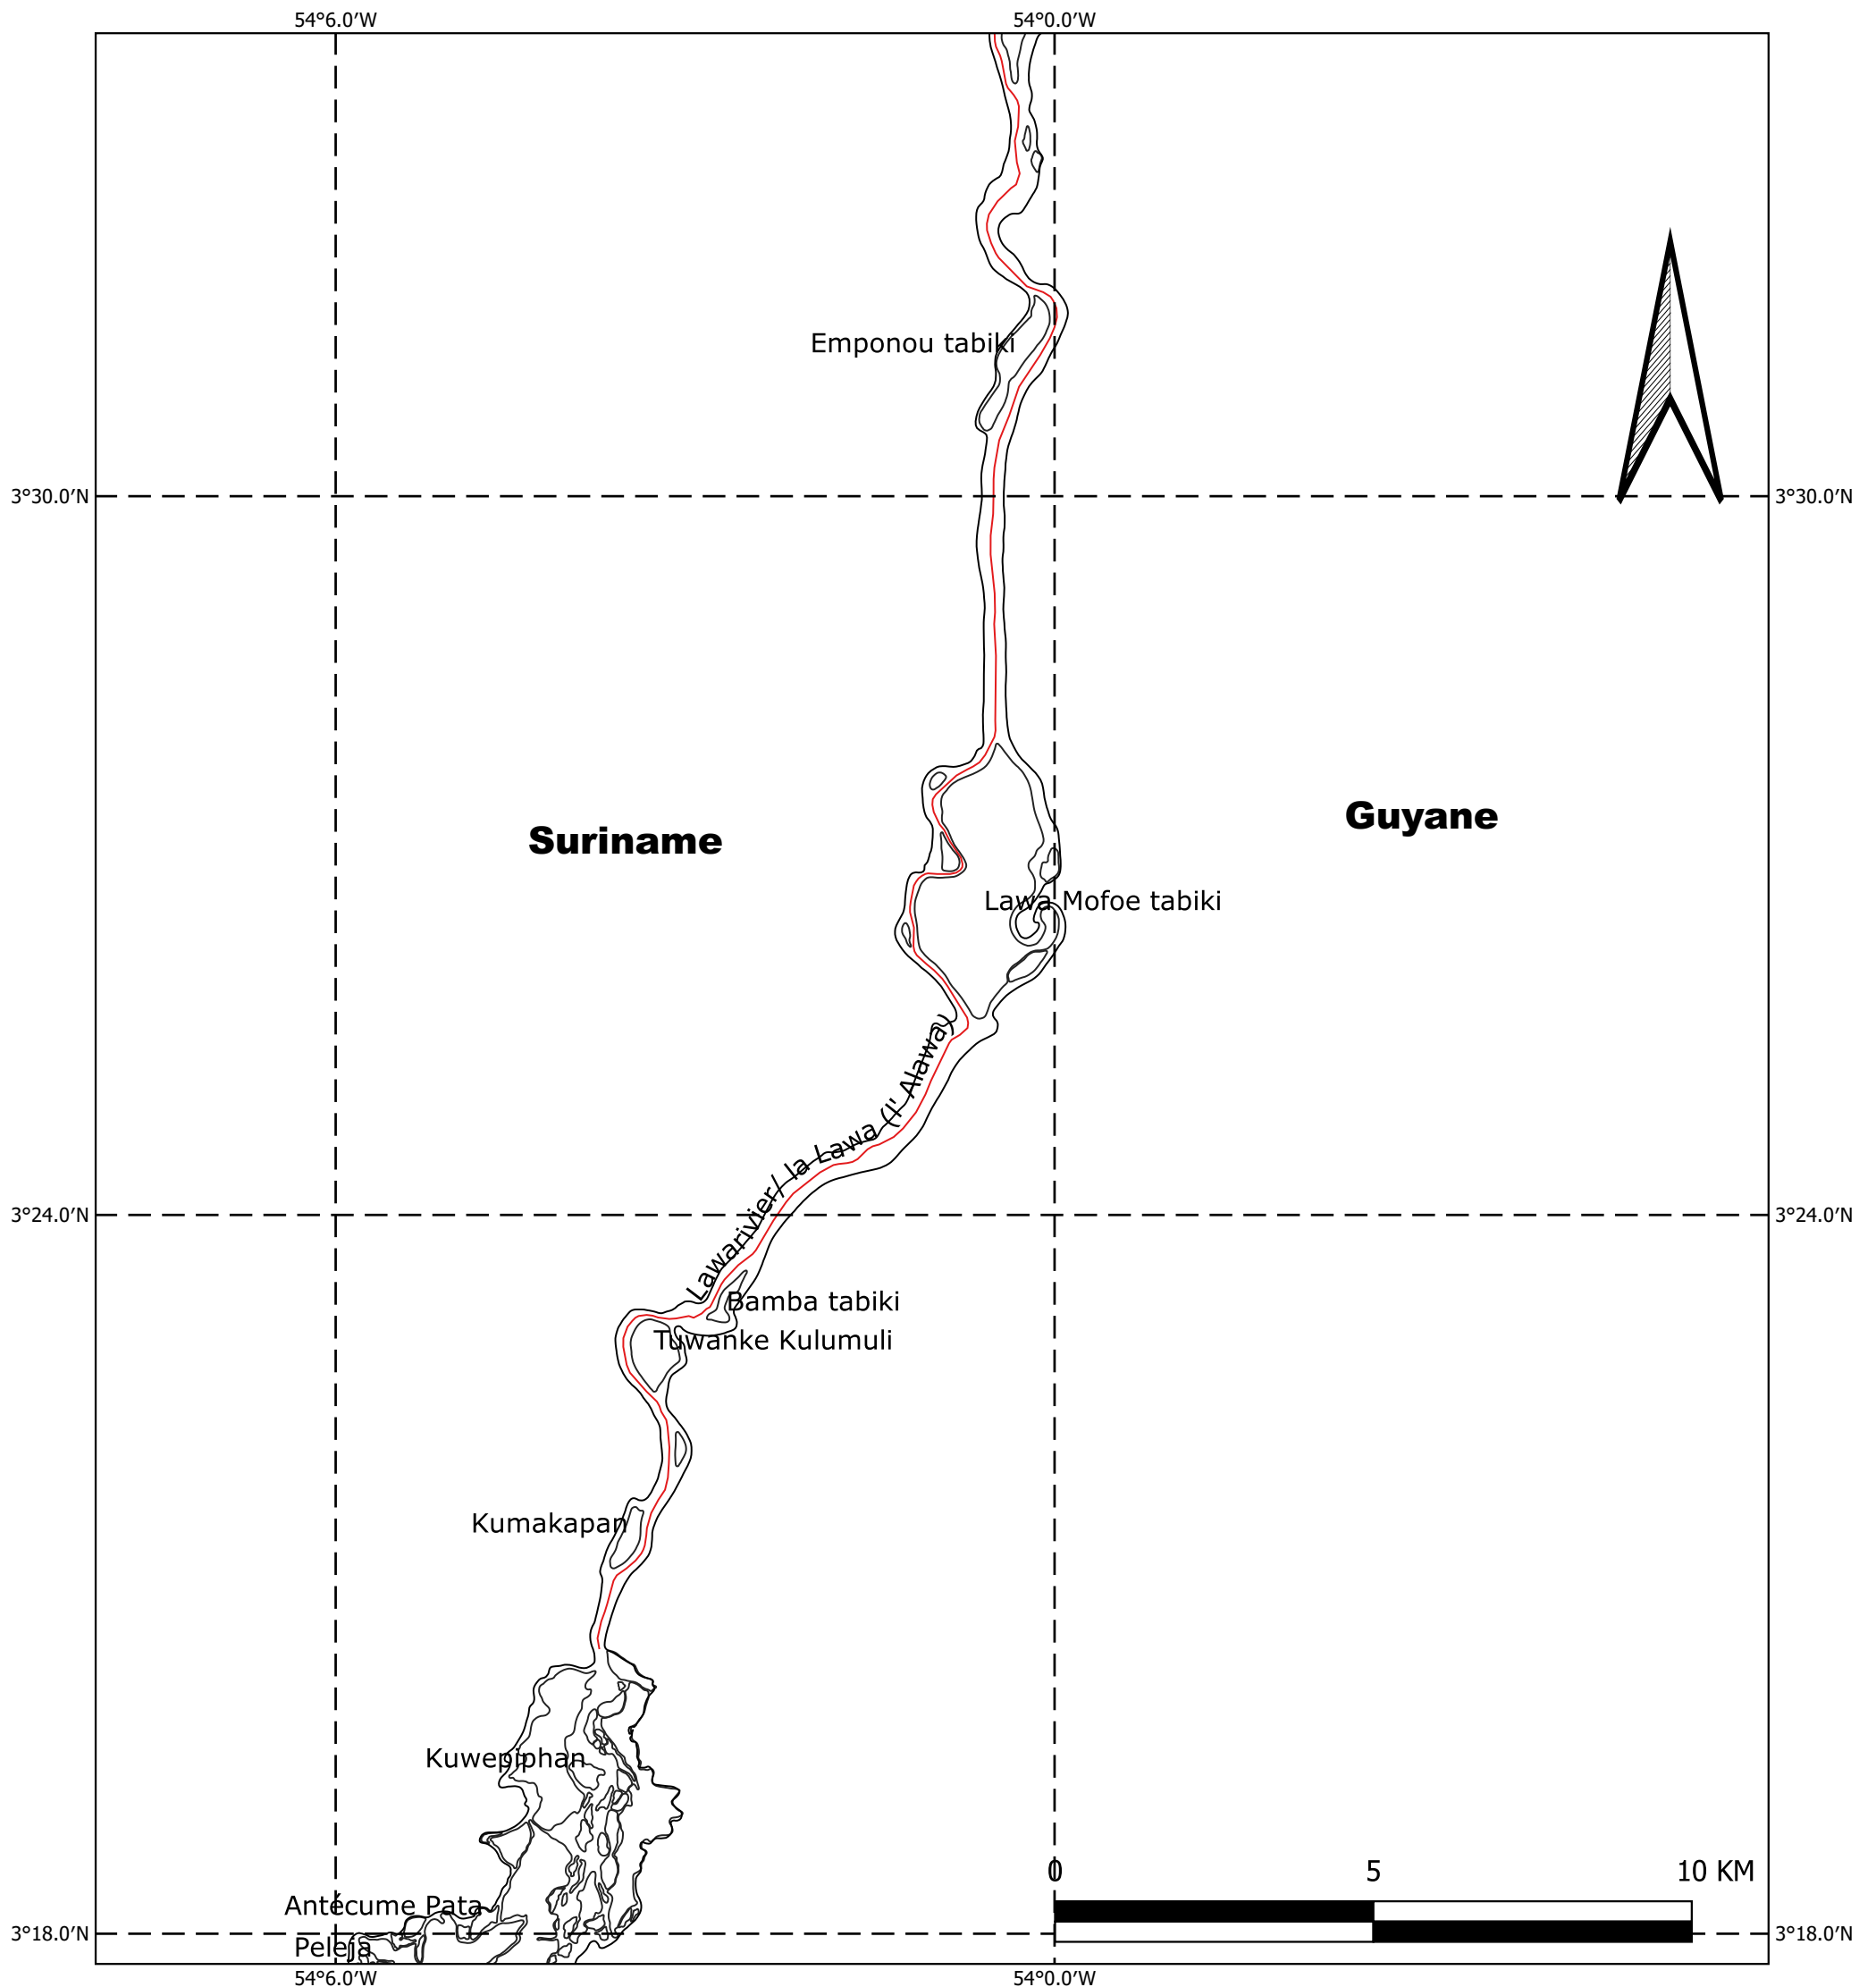 54°6.0’W
54°0.0’W
Emponou tabiki
3°30.0’N
3°30.0’N
Guyane
Suriname
Lawa Mofoe tabiki
Lawarivier/ la Lawa (l' Alawa)
3°24.0’N
3°24.0’N
Bamba tabiki
Tuwanke Kulumuli
Kumakapan
Kuwepiphan
0 5 10 KM
Antécume Pata
3°18.0’N
3°18.0’N
Peleja
54°6.0’W
54°0.0’W